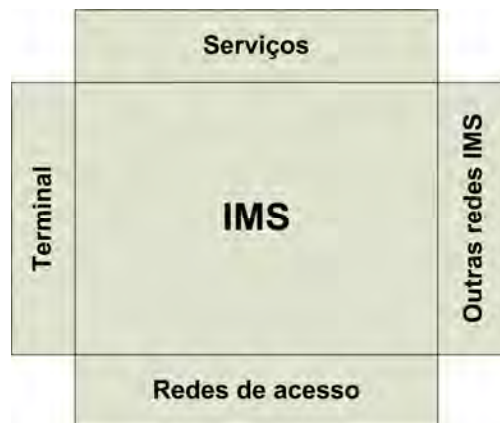 Serviços
Terminal
IMS
Outras redes IMS
Redes de acesso